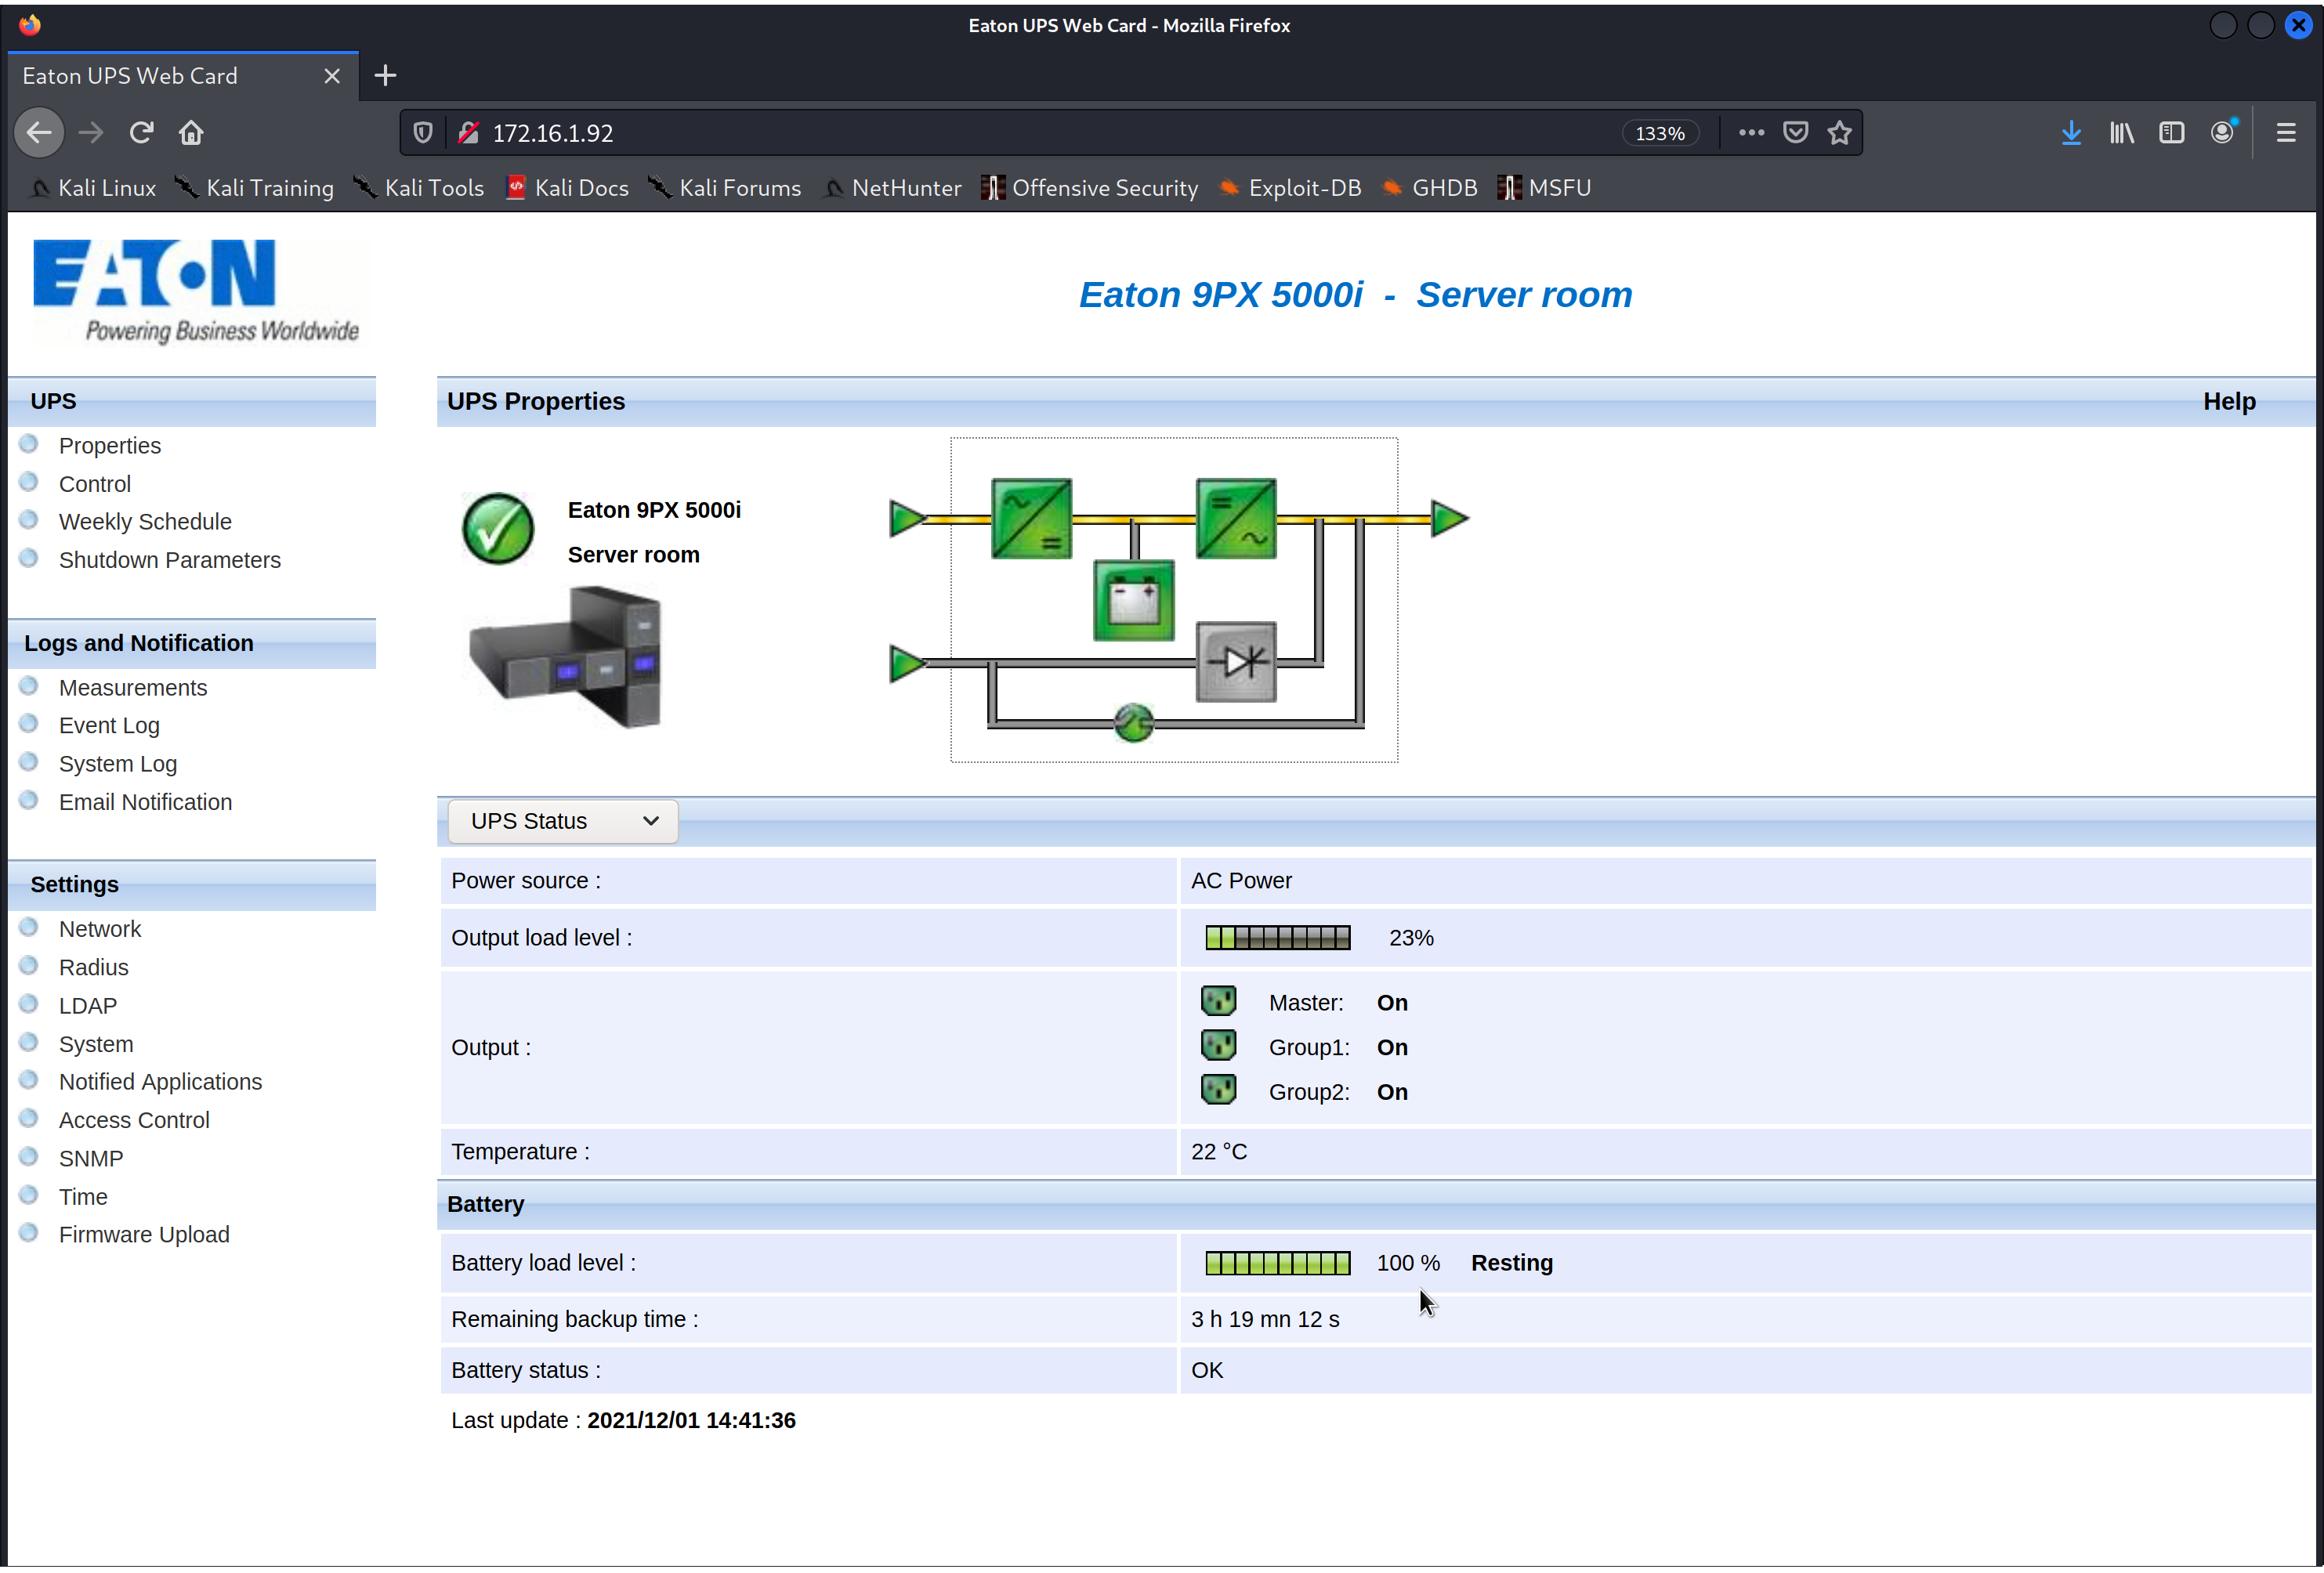 Eaton UPS Web Card - Mozilla Firefox
Eaton UPS Web Card
172.16.1.92 133%
Kali Linux Kali Training Kali Tools Kali Docs Kali Forums NetHunter Offensive Security Exploit-DB GHDB MSFU
EATON
Powering Business Worldwide
Eaton 9PX 5000i - Server room
UPS
Properties
Control
Weekly Schedule
Shutdown Parameters
Logs and Notification
Measurements
Event Log
System Log
Email Notification
Settings
Network
Radius
LDAP
System
Notified Applications
Access Control
SNMP
Time
Firmware Upload
UPS Properties Help
Eaton 9PX 5000i
Server room
UPS Status
Power source : AC Power
Output load level : 23%
Output :
Master: On
Group1: On
Group2: On
Temperature : 22 °C
Battery
Battery load level : 100 % Resting
Remaining backup time : 3 h 19 mn 12 s
Battery status : OK
Last update : 2021/12/01 14:41:36